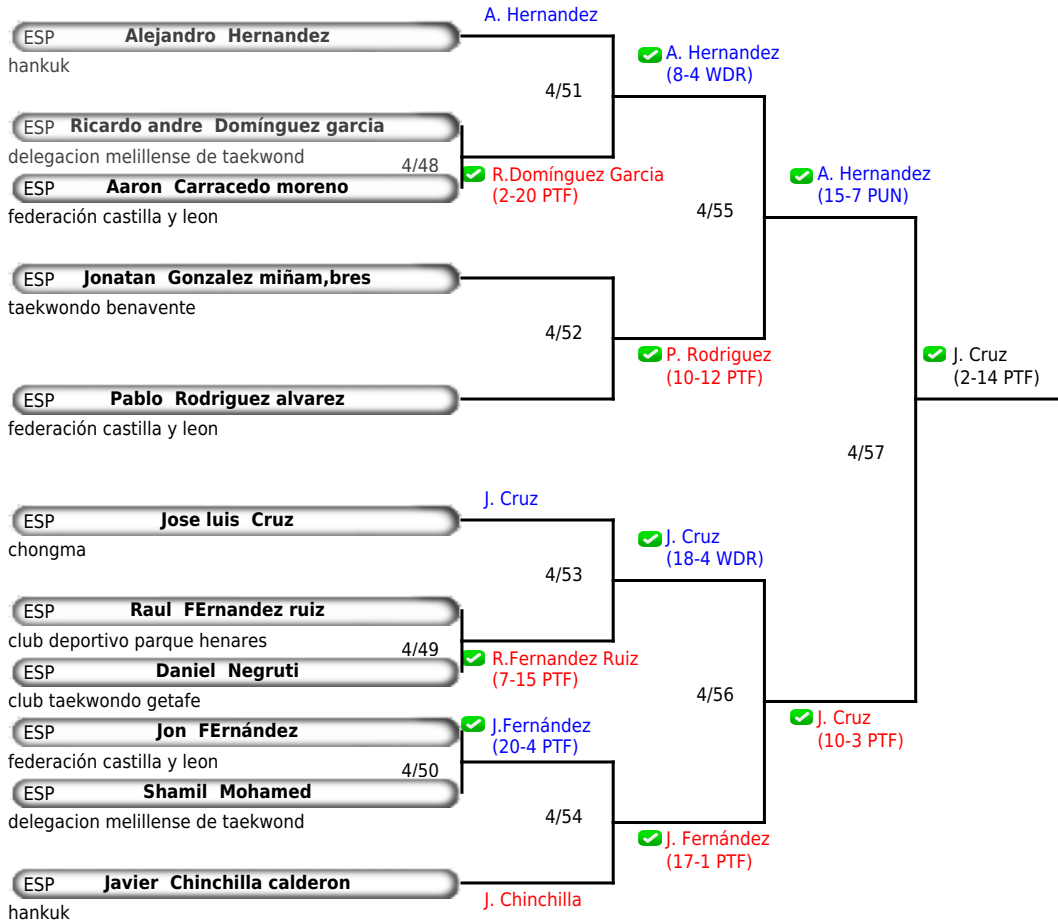 A. Hernandez
ESP Alejandro Hernandez
hankuk
A. Hernandez
(8-4 WDR)
4/51
ESP Ricardo andre Domínguez garcia
delegacion melillense de taekwond
4/48
R.Domínguez Garcia
(2-20 PTF)
ESP Aaron Carracedo moreno
federación castilla y leon
A. Hernandez
(15-7 PUN)
4/55
ESP Jonatan Gonzalez miñam,bres
taekwondo benavente
4/52
P. Rodriguez
(10-12 PTF)
J. Cruz
(2-14 PTF)
ESP Pablo Rodriguez alvarez
federación castilla y leon
4/57
J. Cruz
ESP Jose luis Cruz
chongma
J. Cruz
(18-4 WDR)
4/53
ESP Raul FErnandez ruiz
club deportivo parque henares
4/49
R.Fernandez Ruiz
(7-15 PTF)
ESP Daniel Negruti
club taekwondo getafe
4/56
J. Cruz
(10-3 PTF)
J.Fernández
(20-4 PTF)
ESP Jon FErnández
federación castilla y leon
4/50
ESP Shamil Mohamed
delegacion melillense de taekwond
4/54
J. Fernández
(17-1 PTF)
ESP Javier Chinchilla calderon
hankuk
J. Chinchilla